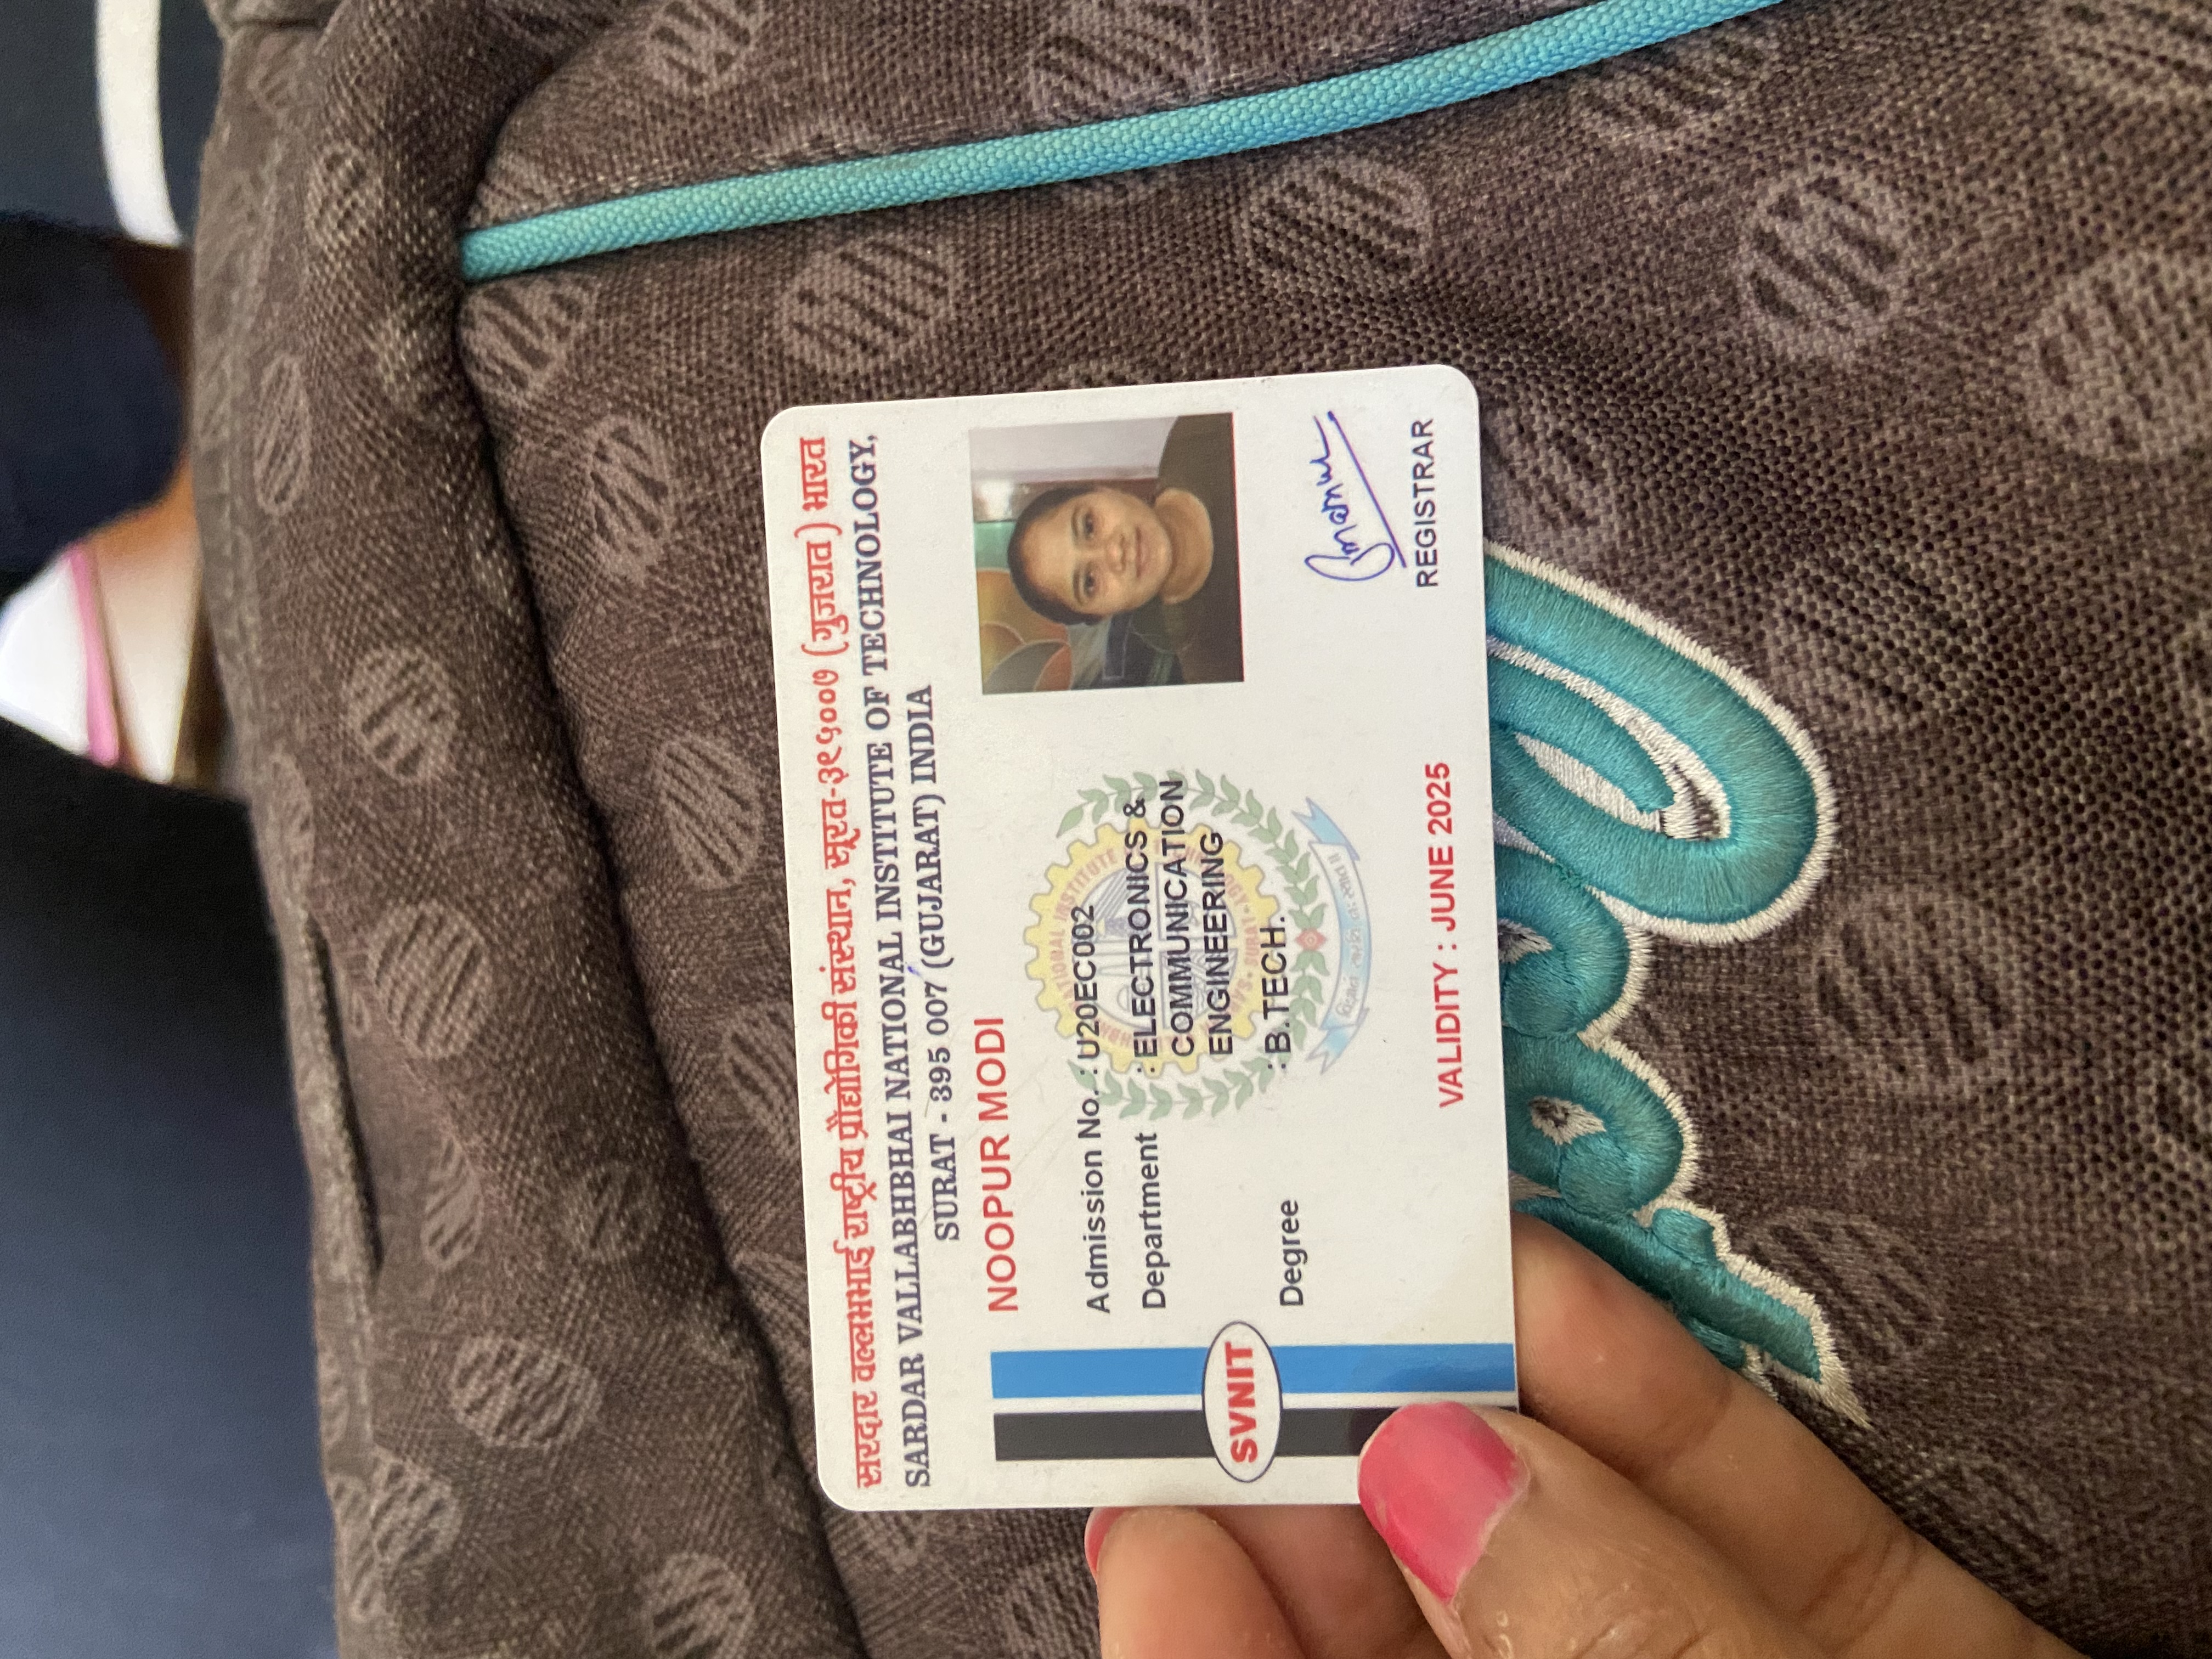 सरदार वल्लभभाई राष्ट्रीय प्रौद्योगिकी संस्थान, सूरत-३९५००७ (गुजरात) भारत
SARDAR VALLABHBHAI NATIONAL INSTITUTE OF TECHNOLOGY,
SURAT - 395 007 (GUJARAT) INDIA
NOOPUR MODI
Admission No. : U20EC002
Department : ELECTRONICS &
COMMUNICATION
ENGINEERING
SVNIT
Degree : B.TECH.
VALIDITY : JUNE 2025
REGISTRAR